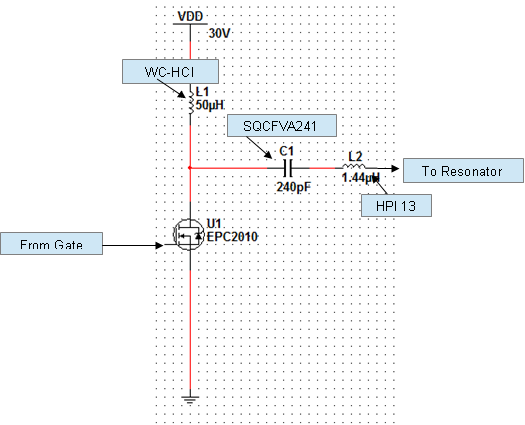 VDD
30V
WC-HCI
L1
50µH
SQCFVA241
C1
240pF
L2
1.44µH
To Resonator
HPI 13
U1
EPC2010
From Gate